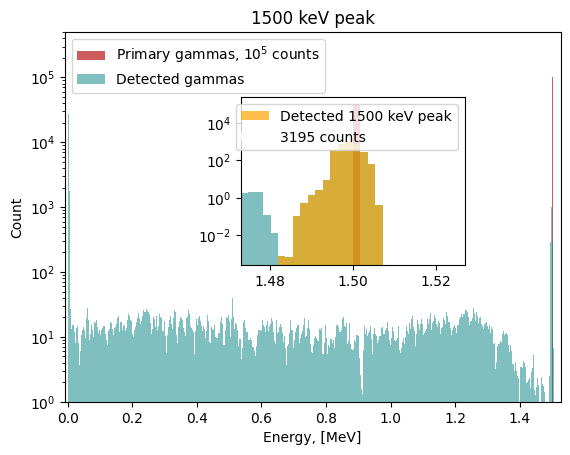 1500 keV peak
Primary gammas, 10⁵ counts
Detected gammas
Detected 1500 keV peak
3195 counts
10⁵
10⁴
10³
10²
10¹
10⁰
Count
10⁴
10²
10⁰
10⁻²
1.48 1.50 1.52
0.0 0.2 0.4 0.6 0.8 1.0 1.2 1.4
Energy, [MeV]